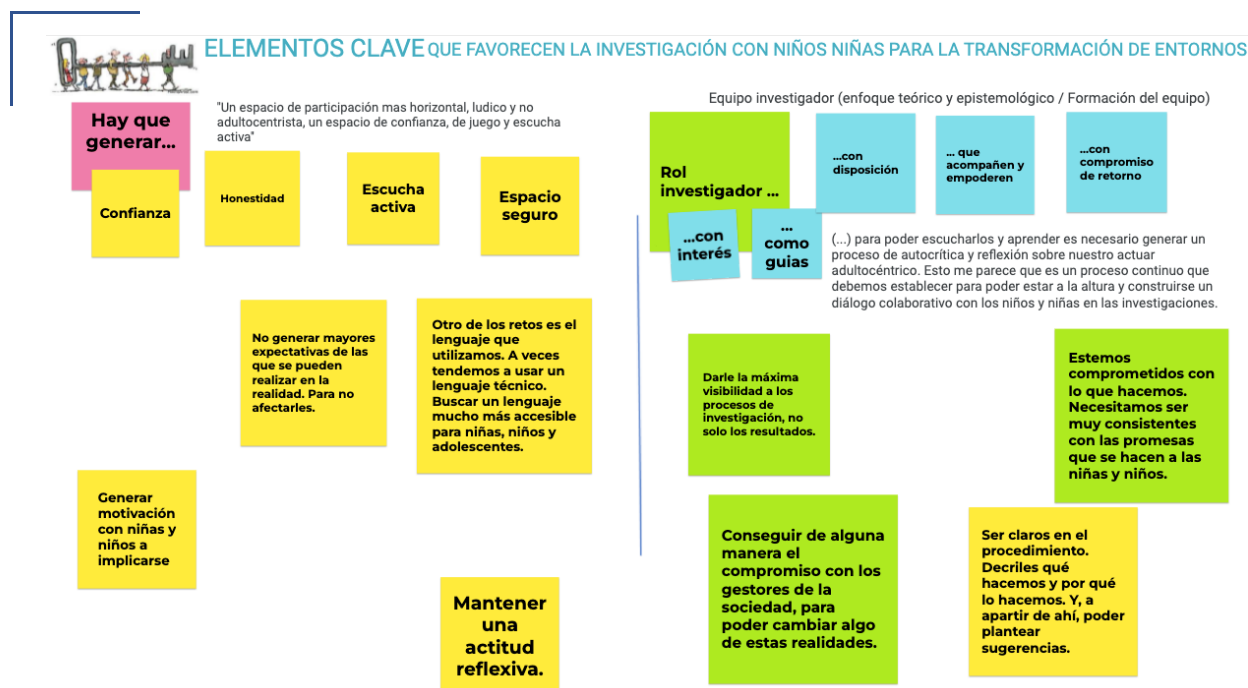 ELEMENTOS CLAVE QUE FAVORECEN LA INVESTIGACIÓN CON NIÑOS NIÑAS PARA LA TRANSFORMACIÓN DE ENTORNOS
Hay que
generar...
"Un espacio de participación mas horizontal, ludico y no
adultocentrista, un espacio de confianza, de juego y escucha
activa"
Confianza
Honestidad
Escucha
activa
Espacio
seguro
No generar mayores
expectativas de las
que se pueden
realizar en la
realidad. Para no
afectarles.
Otro de los retos es el
lenguaje que
utilizamos. A veces
tendemos a usar un
lenguaje técnico.
Buscar un lenguaje
mucho más accesible
para niñas, niños y
adolescentes.
Generar
motivación
con niñas y
niños a
implicarse
Mantener
una
actitud
reflexiva.
Equipo investigador (enfoque teórico y epistemológico / Formación del equipo)
Rol
investigador ...
...con
disposición
... que
acompañen y
empoderen
...con
compromiso
de retorno
...con
interés
...
como
guias
(...) para poder escucharlos y aprender es necesario generar un
proceso de autocrítica y reflexión sobre nuestro actuar
adultocéntrico. Esto me parece que es un proceso continuo que
debemos establecer para poder estar a la altura y construirse un
diálogo colaborativo con los niños y niñas en las investigaciones.
Darle la máxima
visibilidad a los
procesos de
investigación, no
solo los resultados.
Estemos
comprometidos con
lo que hacemos.
Necesitamos ser
muy consistentes
con las promesas
que se hacen a las
niñas y niños.
Conseguir de alguna
manera el
compromiso con los
gestores de la
sociedad, para
poder cambiar algo
de estas realidades.
Ser claros en el
procedimiento.
Decriles qué
hacemos y por qué
lo hacemos. Y, a
apartir de ahí, poder
plantear
sugerencias.